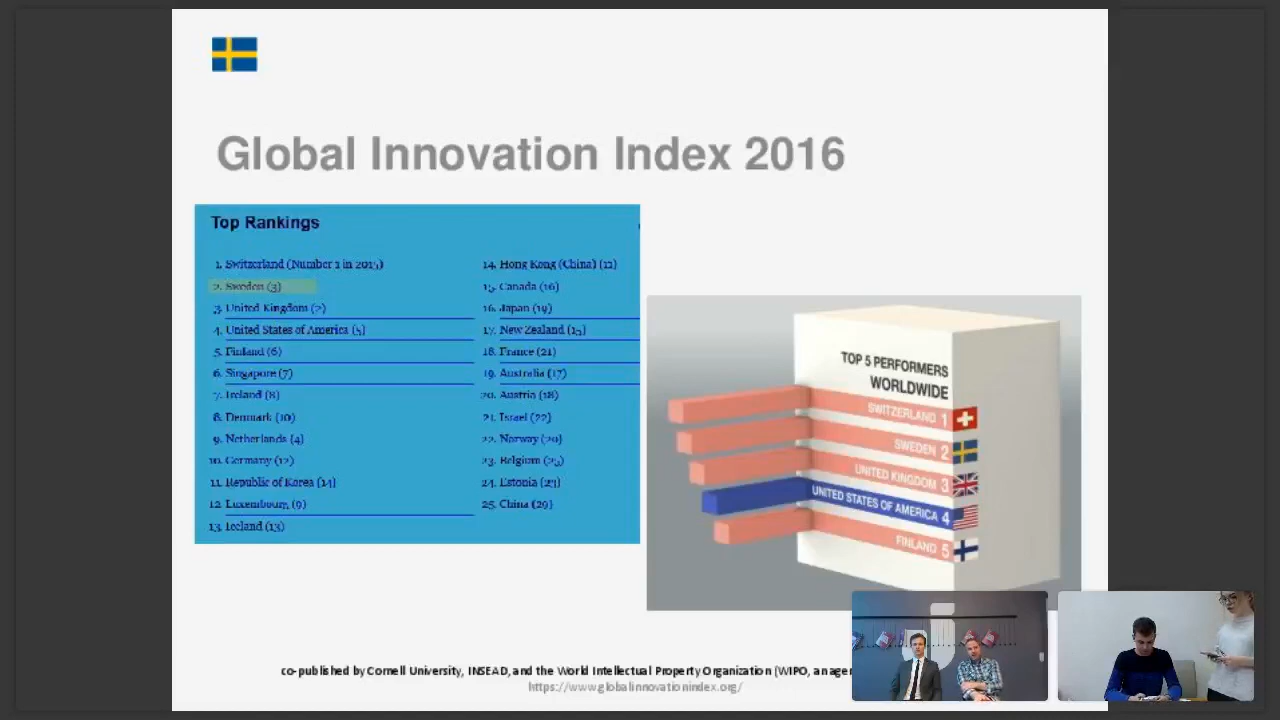 Global Innovation Index 2016
Top Rankings
1. Switzerland (Number 1 in 2015)
2. Sweden (3)
3. United Kingdom (2)
4. United States of America (5)
5. Finland (6)
6. Singapore (7)
7. Ireland (8)
8. Denmark (10)
9. Netherlands (4)
10. Germany (12)
11. Republic of Korea (14)
12. Luxembourg (9)
13. Iceland (13)
14. Hong Kong (China) (11)
15. Canada (16)
16. Japan (19)
17. New Zealand (15)
18. France (21)
19. Australia (17)
20. Austria (18)
21. Israel (22)
22. Norway (20)
23. Belgium (25)
24. Estonia (23)
25. China (29)
TOP 5 PERFORMERS
WORLDWIDE
SWITZERLAND 1
SWEDEN 2
UNITED KINGDOM 3
UNITED STATES OF AMERICA 4
FINLAND 5
co-published by Cornell University, INSEAD, and the World Intellectual Property Organization (WIPO, an agen
https://www.globalinnovationindex.org/